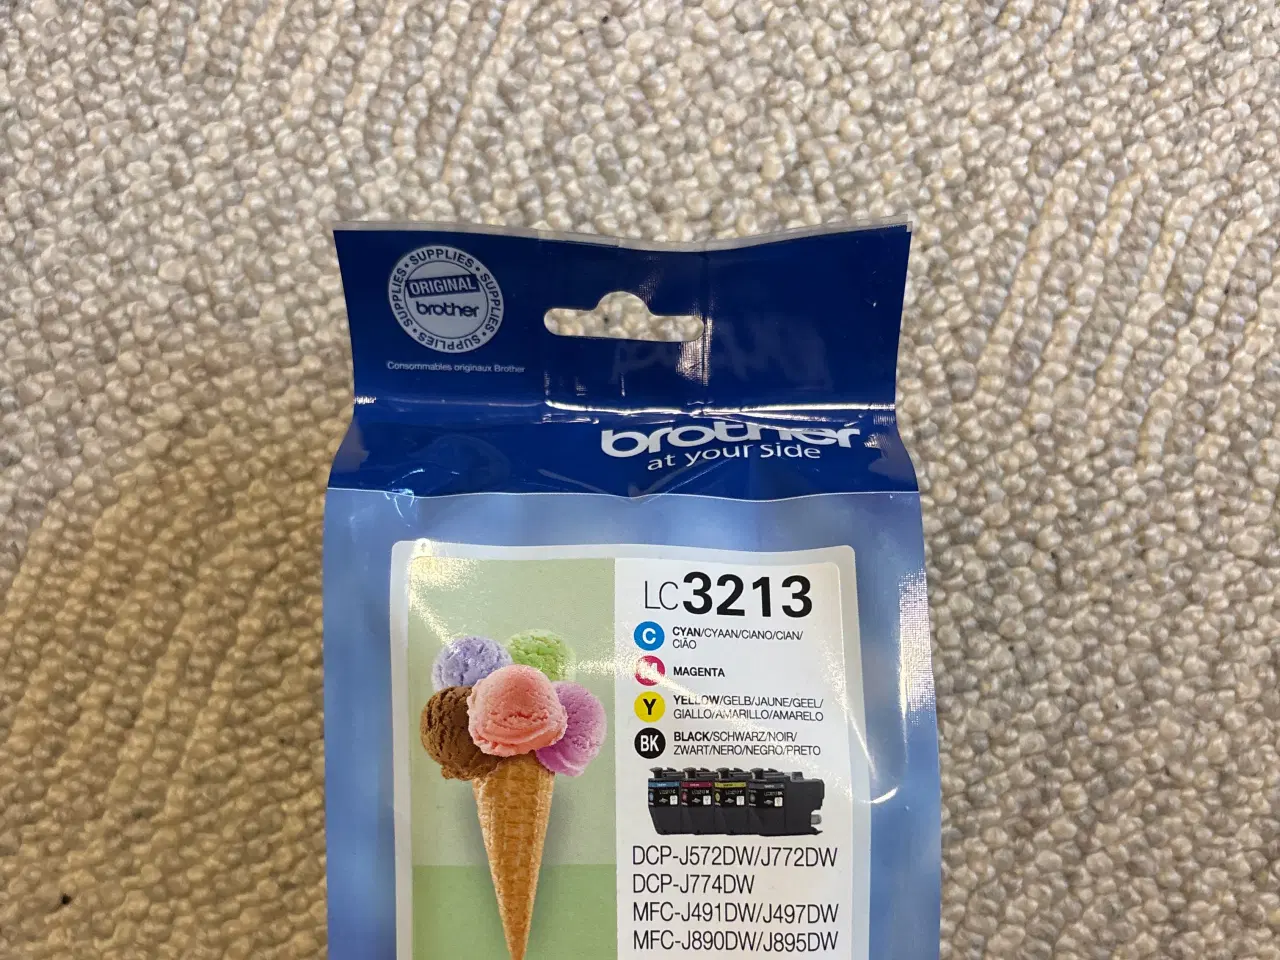 SUPPLIES • SUPPLIES • SUPPLIES • SUPPLIES •
ORIGINAL
brother
Consommables originaux Brother
brother
at your side
LC3213
C CYAN/CYAAN/CIANO/CIAN/
CIÃO
M MAGENTA
Y YELLOW/GELB/JAUNE/GEEL/
GIALLO/AMARILLO/AMARELO
BK BLACK/SCHWARZ/NOIR/
ZWART/NERO/NEGRO/PRETO
DCP-J572DW/J772DW
DCP-J774DW
MFC-J491DW/J497DW
MFC-J890DW/J895DW